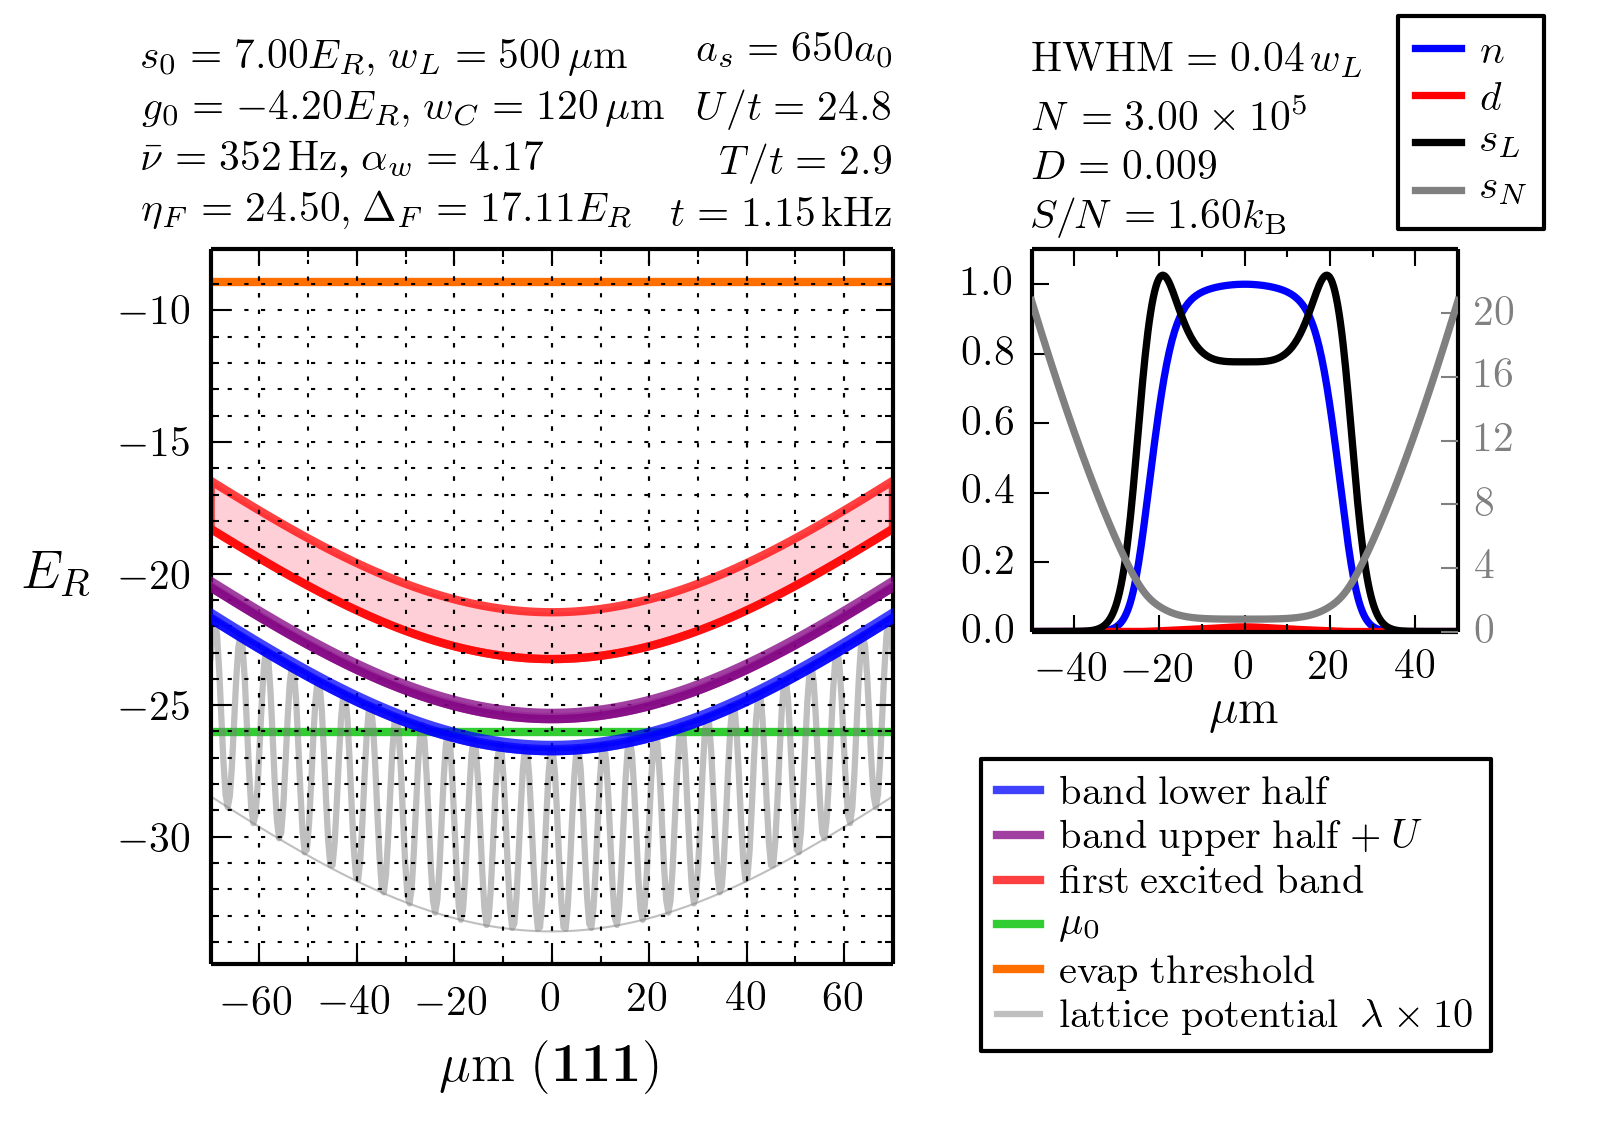 s₀ = 7.00E_R, w_L = 500 μm
g₀ = −4.20E_R, w_C = 120 μm
ν̄ = 352 Hz, α_w = 4.17
η_F = 24.50, Δ_F = 17.11E_R
a_s = 650a₀
U/t = 24.8
T/t = 2.9
t = 1.15 kHz
HWHM = 0.04 w_L
N = 3.00 × 10⁵
D = 0.009
S/N = 1.60k_B
n
d
s_L
s_N
E_R
−10
−15
−20
−25
−30
−60 −40 −20 0 20 40 60
μm (111)
1.0
0.8
0.6
0.4
0.2
0.0
20
16
12
8
4
0
−40 −20 0 20 40
μm
band lower half
band upper half + U
first excited band
μ₀
evap threshold
lattice potential λ × 10